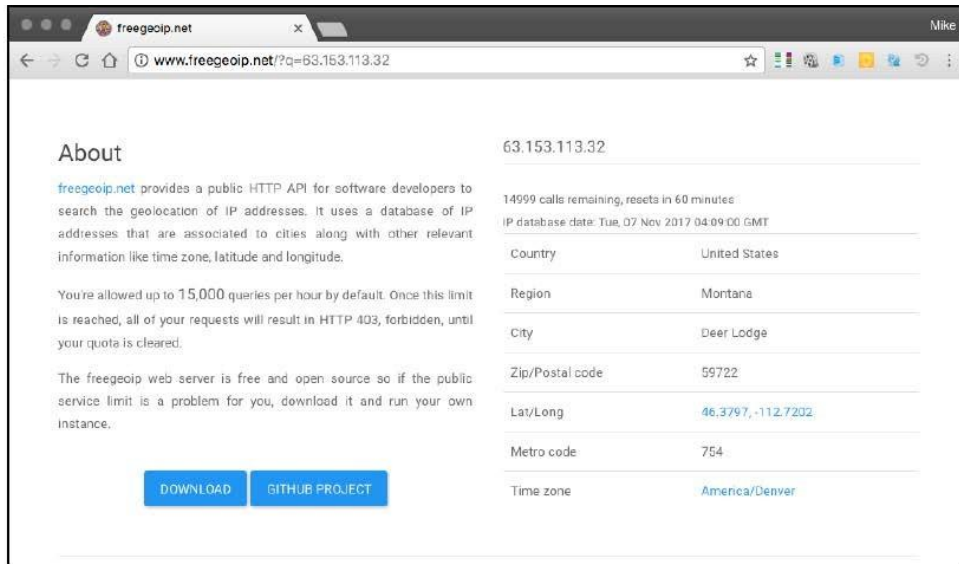 freegeoip.net
Mike
www.freegeoip.net/?q=63.153.113.32
About
freegeoip.net provides a public HTTP API for software developers to
search the geolocation of IP addresses. It uses a database of IP
addresses that are associated to cities along with other relevant
information like time zone, latitude and longitude.
You're allowed up to 15,000 queries per hour by default. Once this limit
is reached, all of your requests will result in HTTP 403, forbidden, until
your quota is cleared.
The freegeoip web server is free and open source so if the public
service limit is a problem for you, download it and run your own
instance.
DOWNLOAD
GITHUB PROJECT
63.153.113.32
14999 calls remaining, resets in 60 minutes
IP database date: Tue, 07 Nov 2017 04:09:00 GMT
Country United States
Region Montana
City Deer Lodge
Zip/Postal code 59722
Lat/Long 46.3797, -112.7202
Metro code 754
Time zone America/Denver